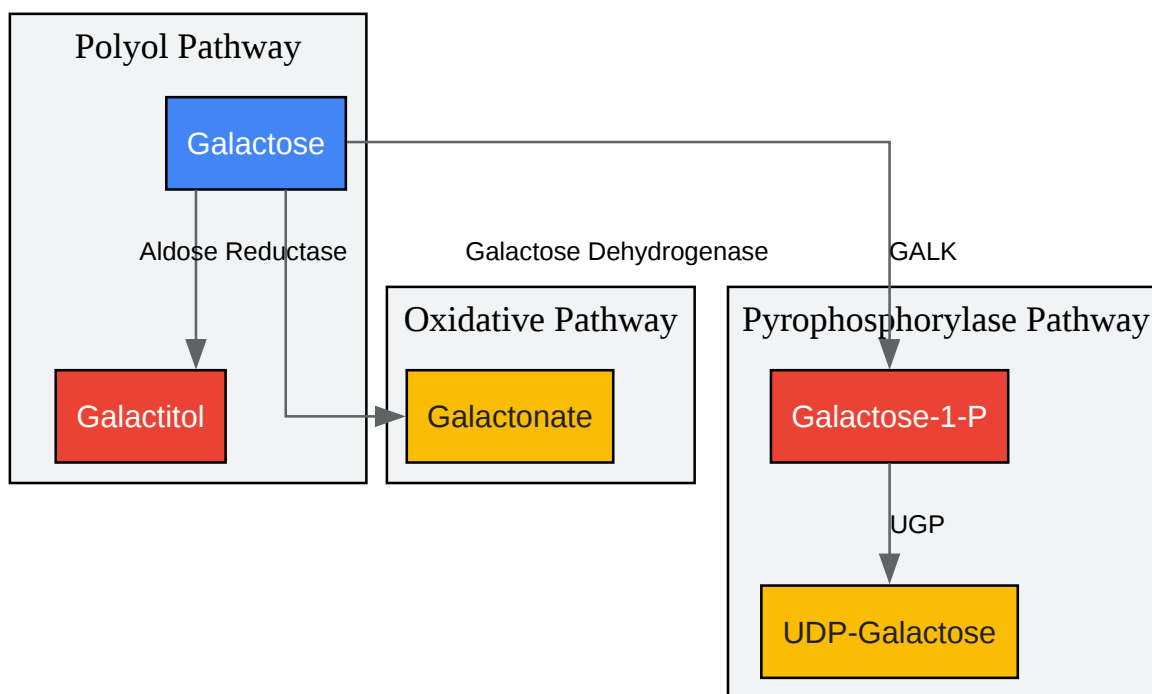 Polyol Pathway
Galactose
Aldose Reductase
Galactose Dehydrogenase
GALK
Oxidative Pathway
Pyrophosphorylase Pathway
Galactitol
Galactonate
Galactose-1-P
UGP
UDP-Galactose